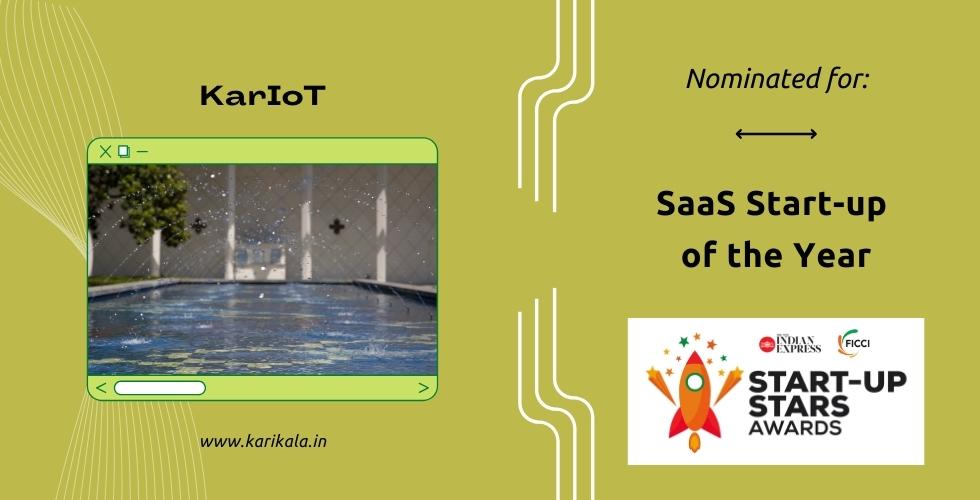 KarIoT
www.karikala.in
Nominated for:
SaaS Start-up
of the Year
INDIAN
EXPRESS
FICCI
START-UP
STARS
AWARDS